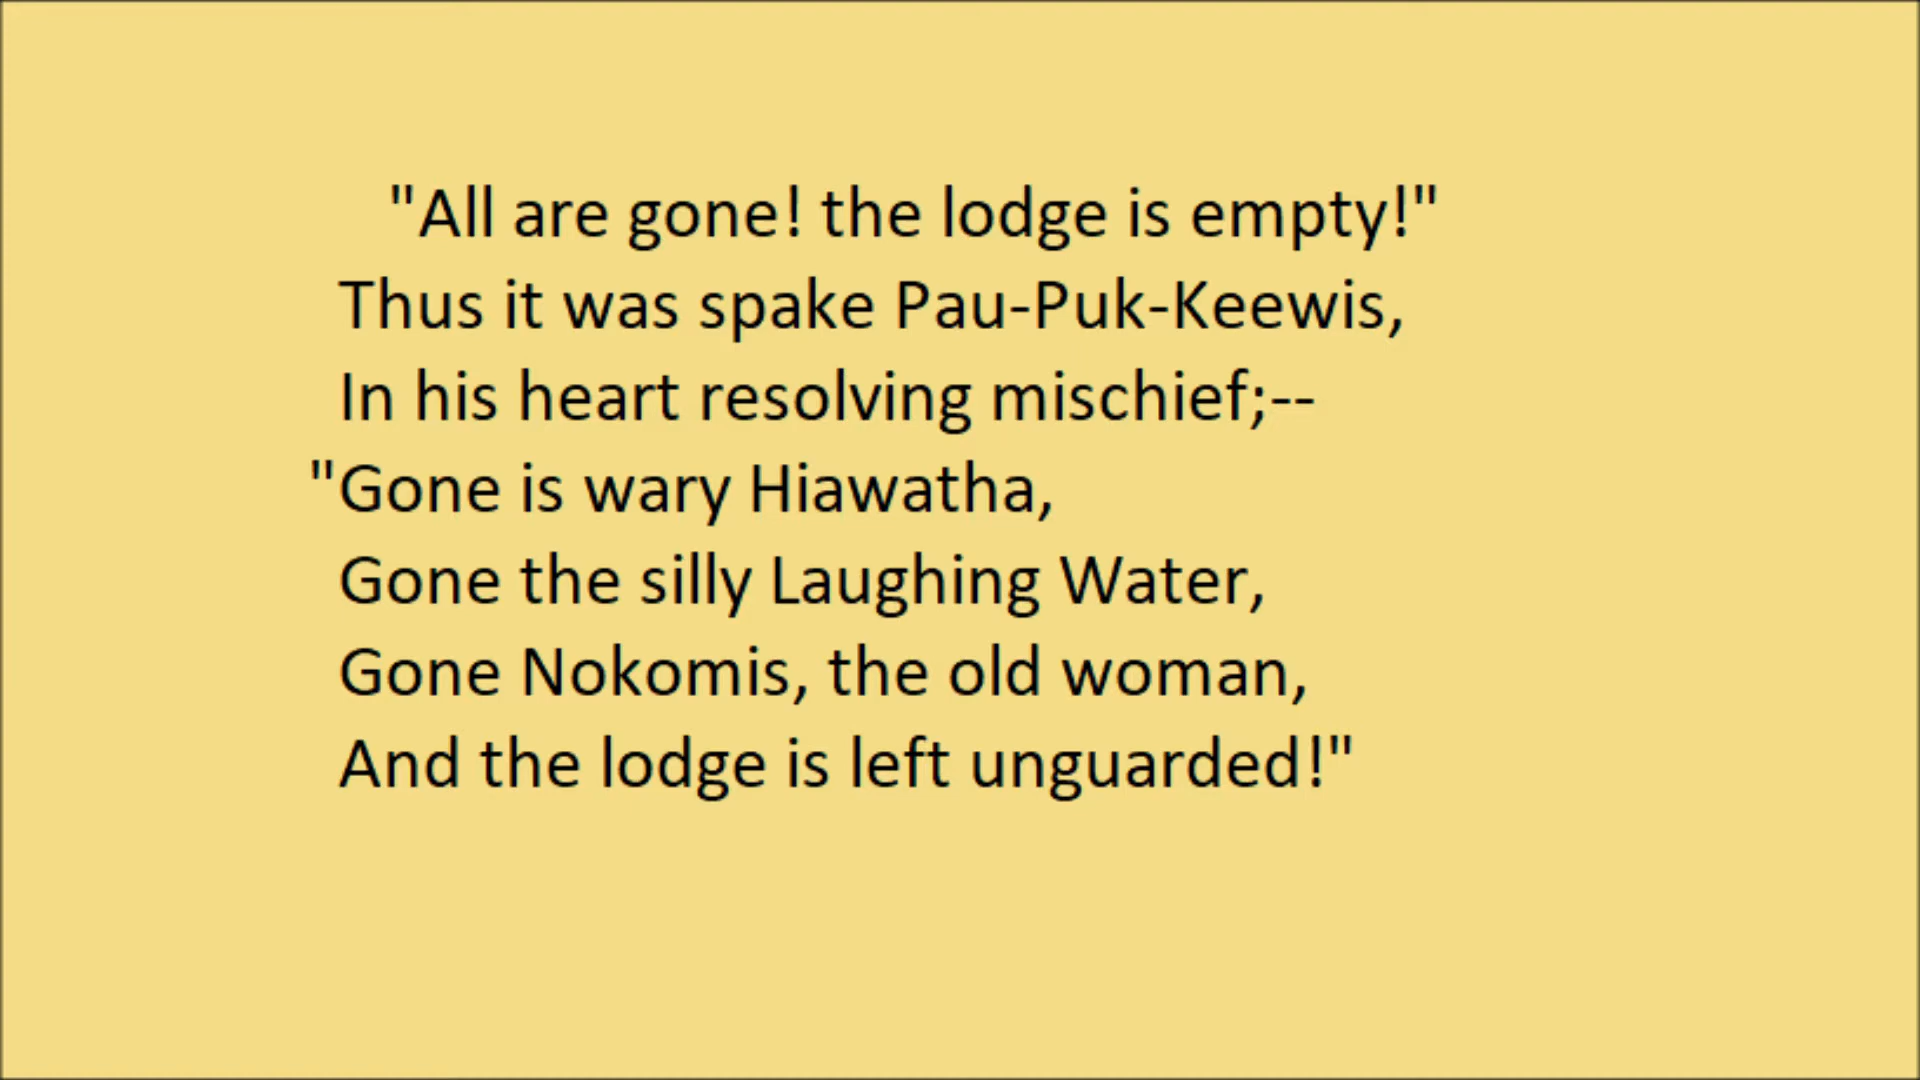 "All are gone! the lodge is empty!"
Thus it was spake Pau-Puk-Keewis,
In his heart resolving mischief;--
"Gone is wary Hiawatha,
Gone the silly Laughing Water,
Gone Nokomis, the old woman,
And the lodge is left unguarded!"